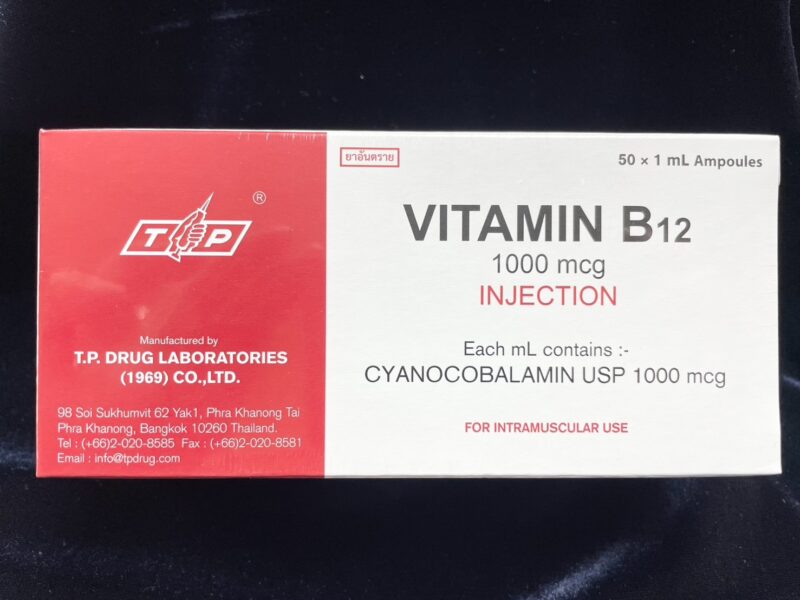 T P ®
Manufactured by
T.P. DRUG LABORATORIES
(1969) CO.,LTD.
98 Soi Sukhumvit 62 Yak1, Phra Khanong Tai
Phra Khanong, Bangkok 10260 Thailand.
Tel : (+66)2-020-8585 Fax : (+66)2-020-8581
Email : info@tpdrug.com
ยาอันตราย
50 × 1 mL Ampoules
VITAMIN B12
1000 mcg
INJECTION
Each mL contains :-
CYANOCOBALAMIN USP 1000 mcg
FOR INTRAMUSCULAR USE